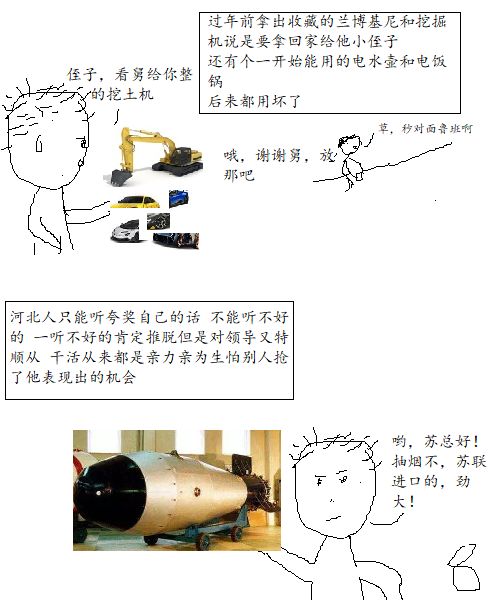 过年前拿出收藏的兰博基尼和挖掘
机说是要拿回家给他小侄子
还有个一开始能用的电水壶和电饭
锅
后来都用坏了
侄子，看舅给你整
的挖土机
草，秒对面鲁班啊
哦，谢谢舅，放
那吧
河北人只能听夸奖自己的话 不能听不好
的 一听不好的肯定推脱但是对领导又特
顺从 干活从来都是亲力亲为生怕别人抢
了他表现出的机会
哟，苏总好！
抽烟不，苏联
进口的，劲
大！